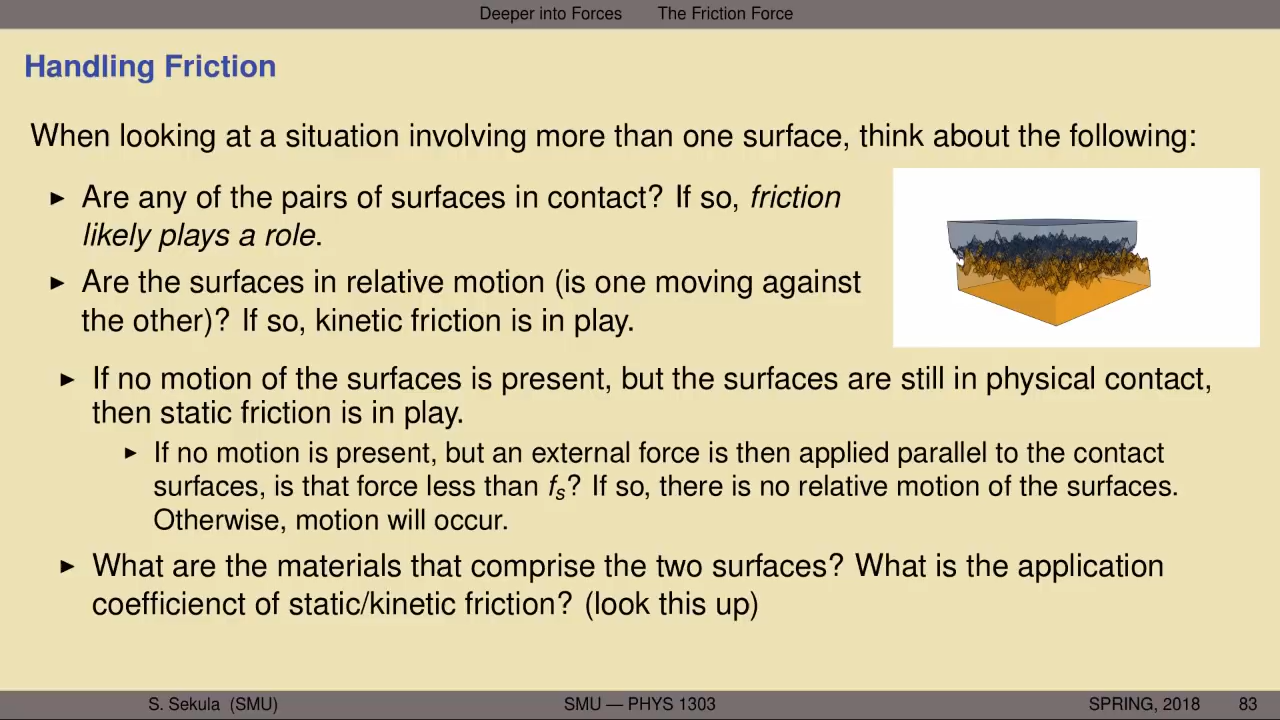 Deeper into Forces The Friction Force
Handling Friction
When looking at a situation involving more than one surface, think about the following:
► Are any of the pairs of surfaces in contact? If so, friction
likely plays a role.
► Are the surfaces in relative motion (is one moving against
the other)? If so, kinetic friction is in play.
► If no motion of the surfaces is present, but the surfaces are still in physical contact,
then static friction is in play.
► If no motion is present, but an external force is then applied parallel to the contact
surfaces, is that force less than fs? If so, there is no relative motion of the surfaces.
Otherwise, motion will occur.
► What are the materials that comprise the two surfaces? What is the application
coefficienct of static/kinetic friction? (look this up)
S. Sekula (SMU) SMU — PHYS 1303 SPRING, 2018 83